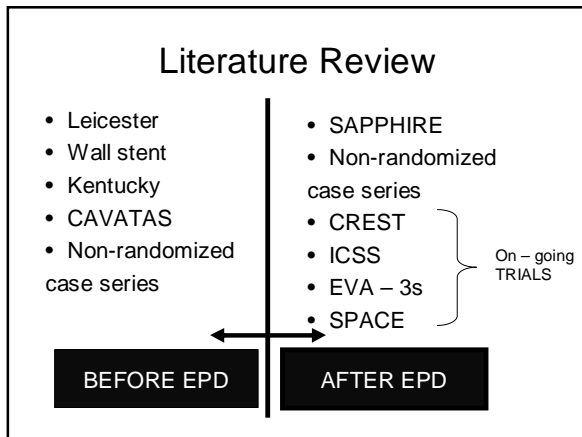 Literature Review
• Leicester
• Wall stent
• Kentucky
• CAVATAS
• Non-randomized
case series
BEFORE EPD
• SAPPHIRE
• Non-randomized
case series
• CREST
• ICSS
• EVA – 3s
• SPACE
On – going
TRIALS
AFTER EPD